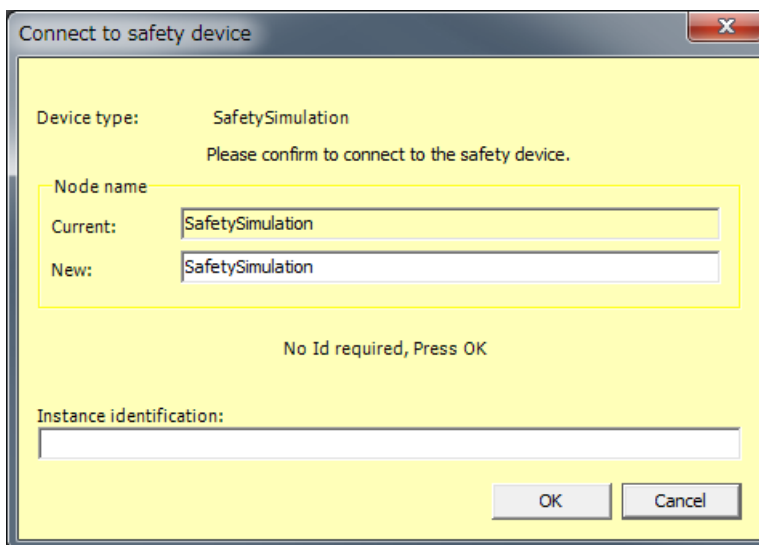 Connect to safety device
Device type: SafetySimulation
Please confirm to connect to the safety device.
Node name
Current: SafetySimulation
New: SafetySimulation
No Id required, Press OK
Instance identification:
OK Cancel